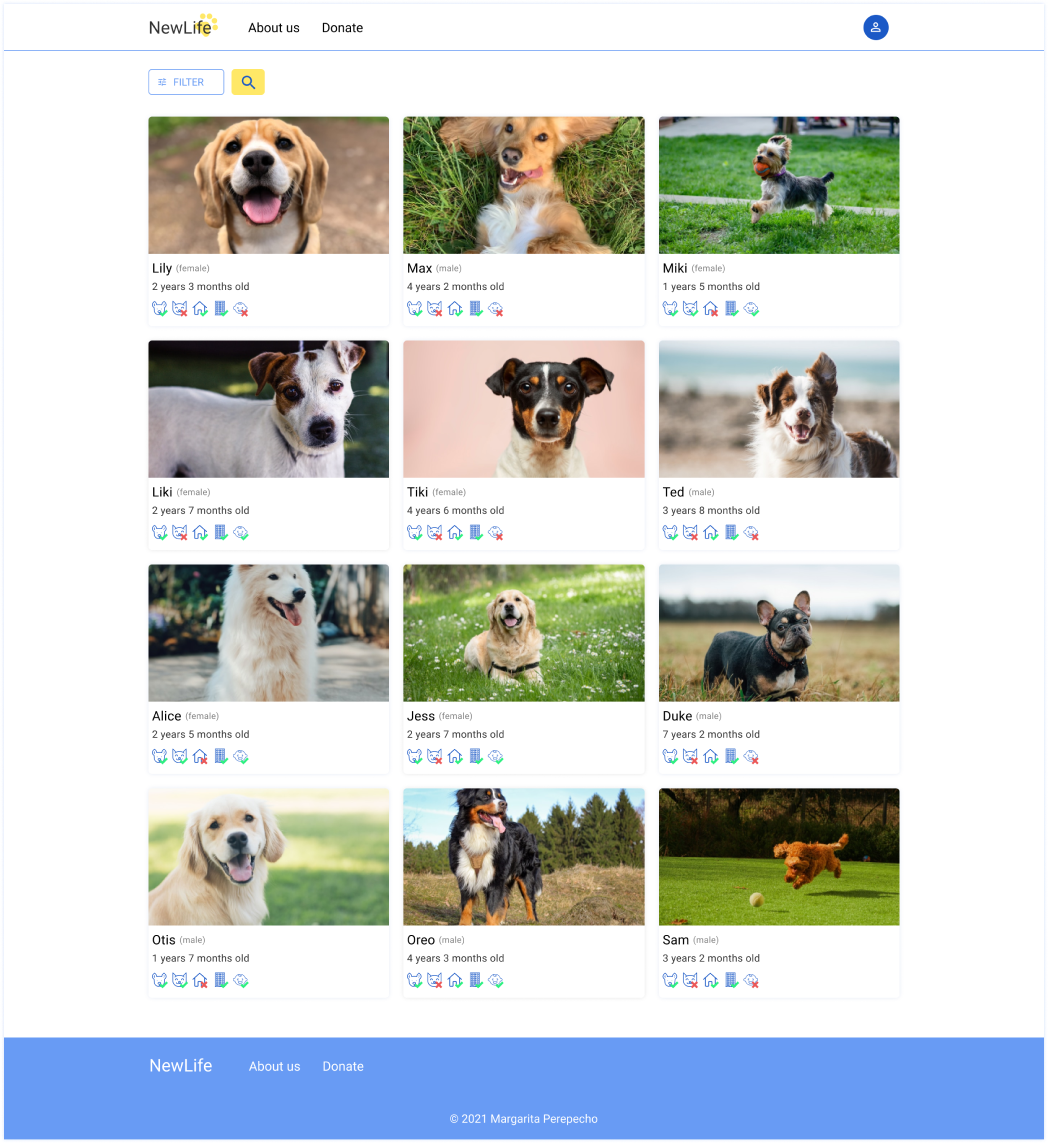 NewLife About us Donate
FILTER
Lily (female)
2 years 3 months old
Max (male)
4 years 2 months old
Miki (female)
1 years 5 months old
Liki (female)
2 years 7 months old
Tiki (female)
4 years 6 months old
Ted (male)
3 years 8 months old
Alice (female)
2 years 5 months old
Jess (female)
2 years 7 months old
Duke (male)
7 years 2 months old
Otis (male)
1 years 7 months old
Oreo (male)
4 years 3 months old
Sam (male)
3 years 2 months old
NewLife About us Donate
© 2021 Margarita Perepecho